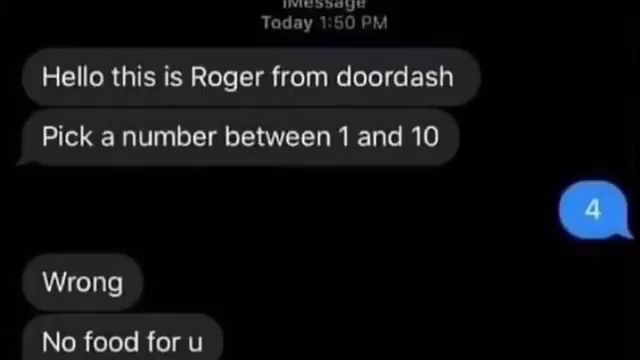 iMessage
Today 1:50 PM
Hello this is Roger from doordash
Pick a number between 1 and 10
4
Wrong
No food for u